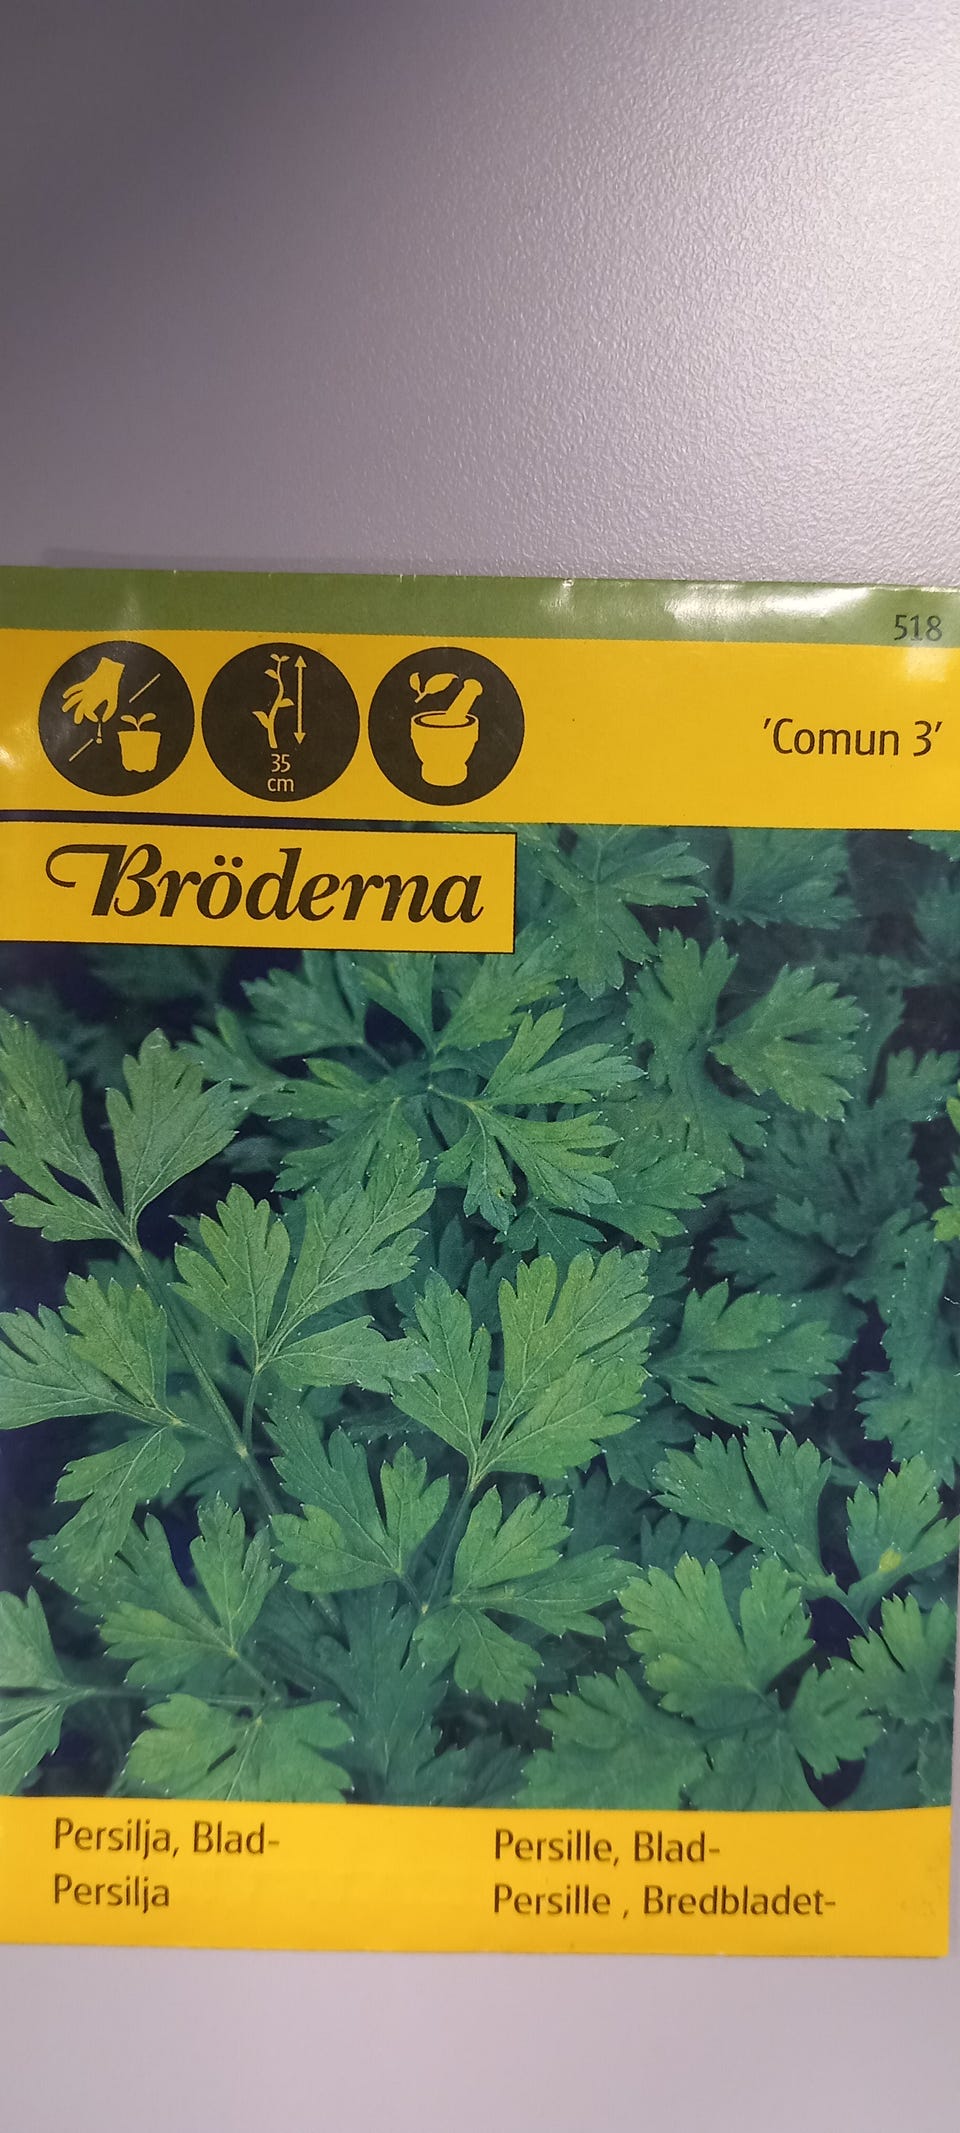 518
35
cm
'Comun 3'
Bröderna
Persilja, Blad-
Persilja
Persille, Blad-
Persille , Bredbladet-